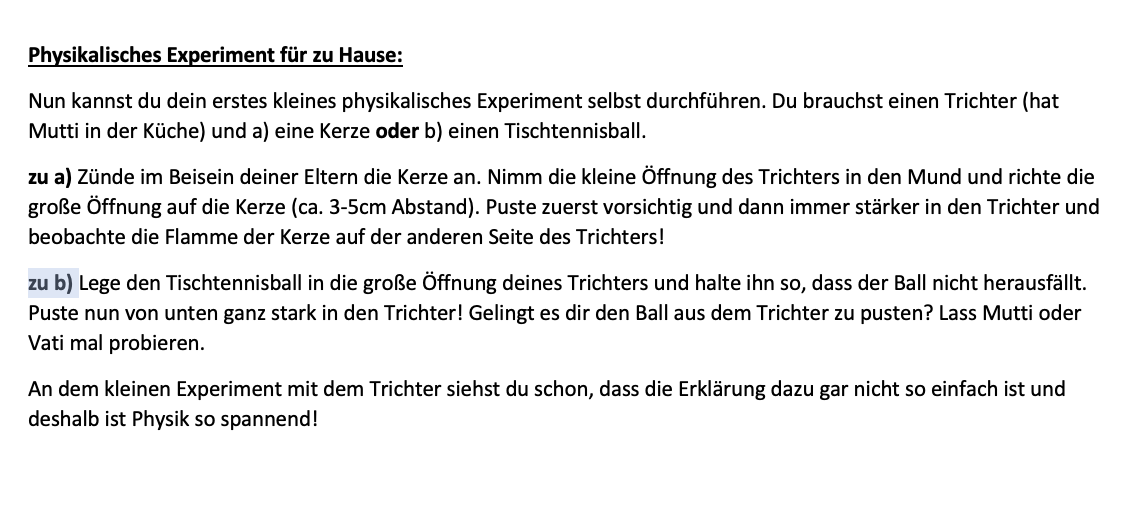 Physikalisches Experiment für zu Hause:
Nun kannst du dein erstes kleines physikalisches Experiment selbst durchführen. Du brauchst einen Trichter (hat
Mutti in der Küche) und a) eine Kerze oder b) einen Tischtennisball.
zu a) Zünde im Beisein deiner Eltern die Kerze an. Nimm die kleine Öffnung des Trichters in den Mund und richte die
große Öffnung auf die Kerze (ca. 3-5cm Abstand). Puste zuerst vorsichtig und dann immer stärker in den Trichter und
beobachte die Flamme der Kerze auf der anderen Seite des Trichters!
zu b) Lege den Tischtennisball in die große Öffnung deines Trichters und halte ihn so, dass der Ball nicht herausfällt.
Puste nun von unten ganz stark in den Trichter! Gelingt es dir den Ball aus dem Trichter zu pusten? Lass Mutti oder
Vati mal probieren.
An dem kleinen Experiment mit dem Trichter siehst du schon, dass die Erklärung dazu gar nicht so einfach ist und
deshalb ist Physik so spannend!